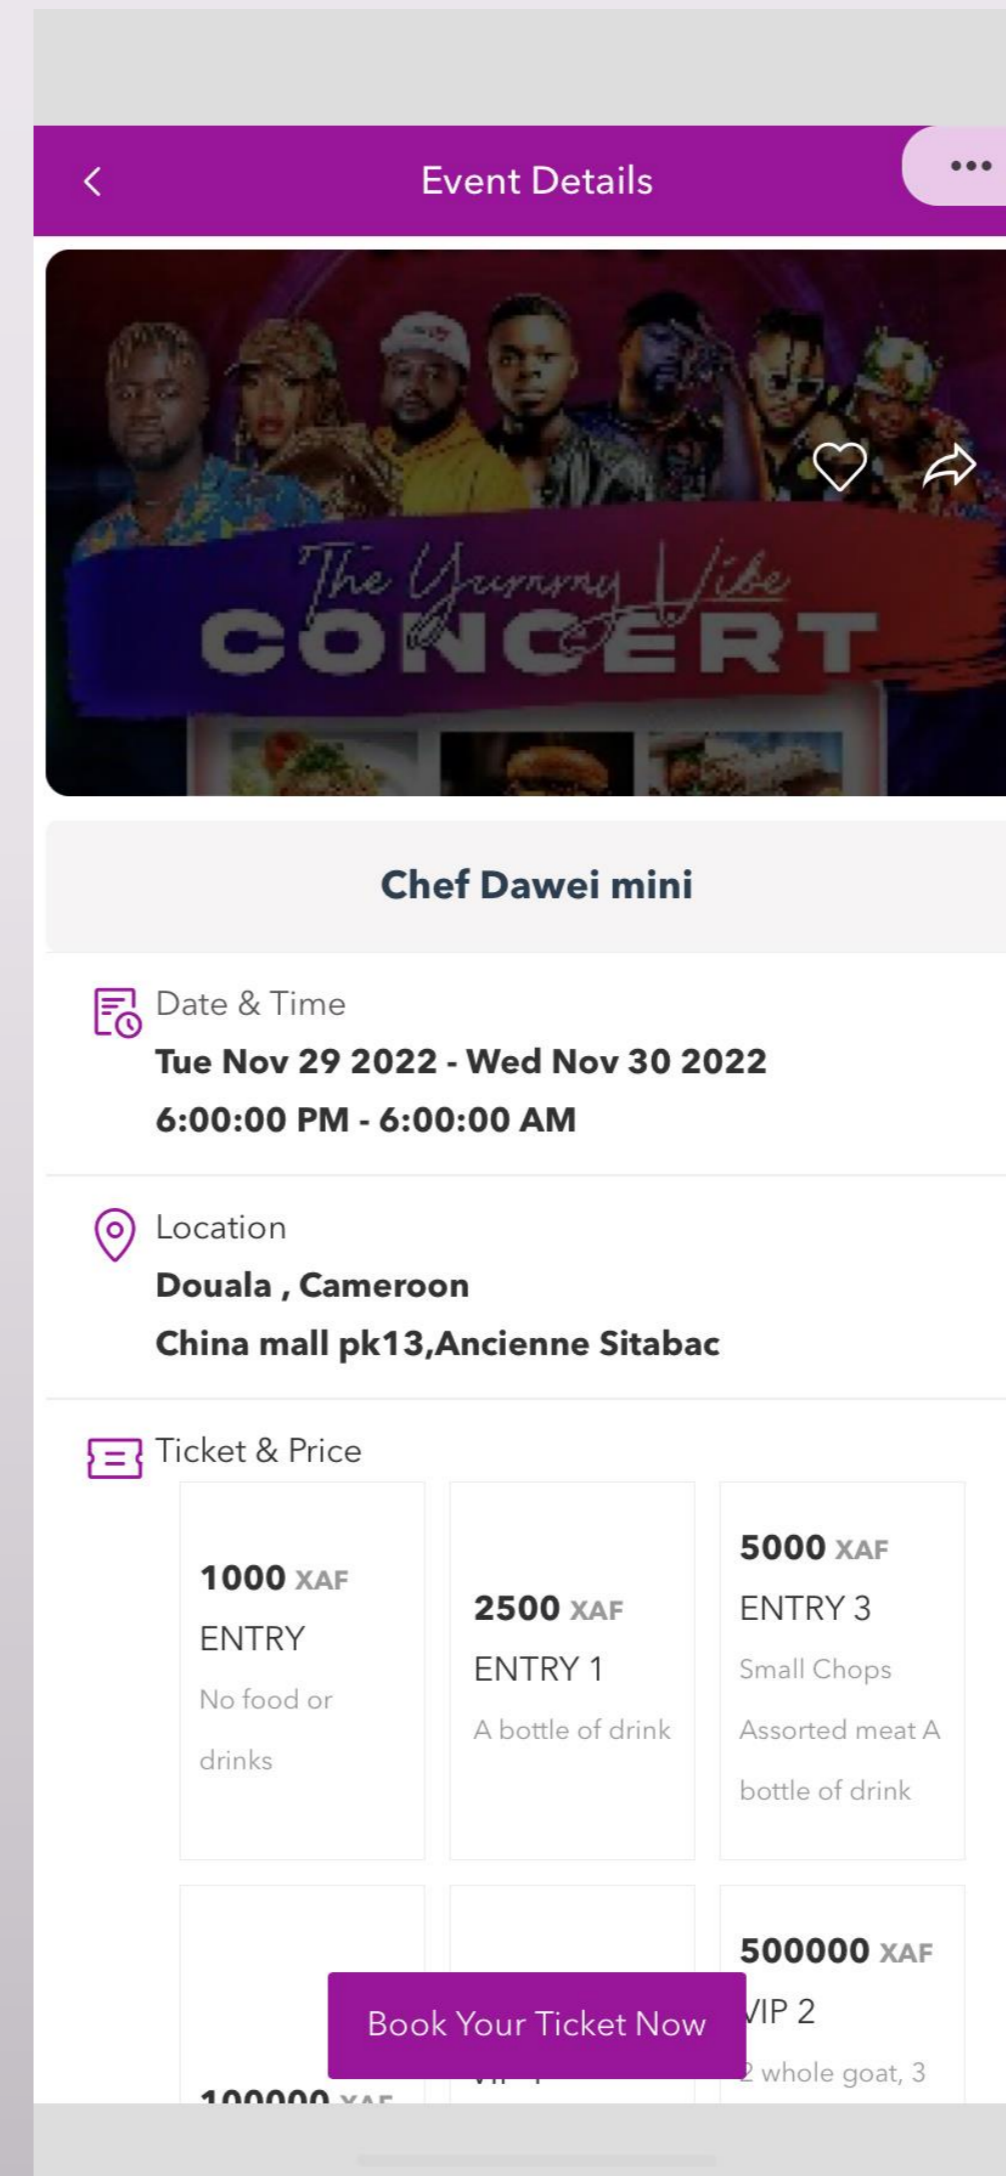 Event Details
The Yummy Vibe
CONCERT
Chef Dawei mini
Date & Time
Tue Nov 29 2022 - Wed Nov 30 2022
6:00:00 PM - 6:00:00 AM
Location
Douala , Cameroon
China mall pk13,Ancienne Sitabac
Ticket & Price
1000 XAF
ENTRY
No food or
drinks
2500 XAF
ENTRY 1
A bottle of drink
5000 XAF
ENTRY 3
Small Chops
Assorted meat A
bottle of drink
100000 XAF
500000 XAF
VIP 2
2 whole goat, 3
Book Your Ticket Now